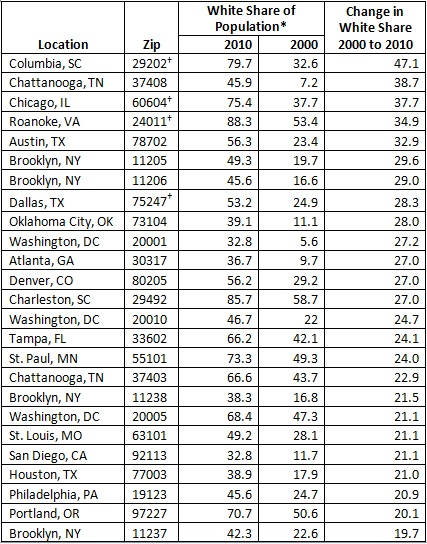 Location Zip White Share of Population* Change in White Share 2000 to 2010
2010 2000
Columbia, SC 29202† 79.7 32.6 47.1
Chattanooga, TN 37408 45.9 7.2 38.7
Chicago, IL 60604† 75.4 37.7 37.7
Roanoke, VA 24011† 88.3 53.4 34.9
Austin, TX 78702 56.3 23.4 32.9
Brooklyn, NY 11205 49.3 19.7 29.6
Brooklyn, NY 11206 45.6 16.6 29.0
Dallas, TX 75247† 53.2 24.9 28.3
Oklahoma City, OK 73104 39.1 11.1 28.0
Washington, DC 20001 32.8 5.6 27.2
Atlanta, GA 30317 36.7 9.7 27.0
Denver, CO 80205 56.2 29.2 27.0
Charleston, SC 29492 85.7 58.7 27.0
Washington, DC 20010 46.7 22 24.7
Tampa, FL 33602 66.2 42.1 24.1
St. Paul, MN 55101 73.3 49.3 24.0
Chattanooga, TN 37403 66.6 43.7 22.9
Brooklyn, NY 11238 38.3 16.8 21.5
Washington, DC 20005 68.4 47.3 21.1
St. Louis, MO 63101 49.2 28.1 21.1
San Diego, CA 92113 32.8 11.7 21.1
Houston, TX 77003 38.9 17.9 21.0
Philadelphia, PA 19123 45.6 24.7 20.9
Portland, OR 97227 70.7 50.6 20.1
Brooklyn, NY 11237 42.3 22.6 19.7